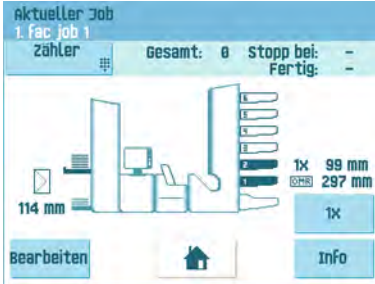 Aktueller Job
1. Fac job 1
Zähler
Gesamt: 0
Stopp bei: -
Fertig: -
6
5
4
3
2
1
1x 99 mm
OMR 297 mm
114 mm
1x
Bearbeiten
Info